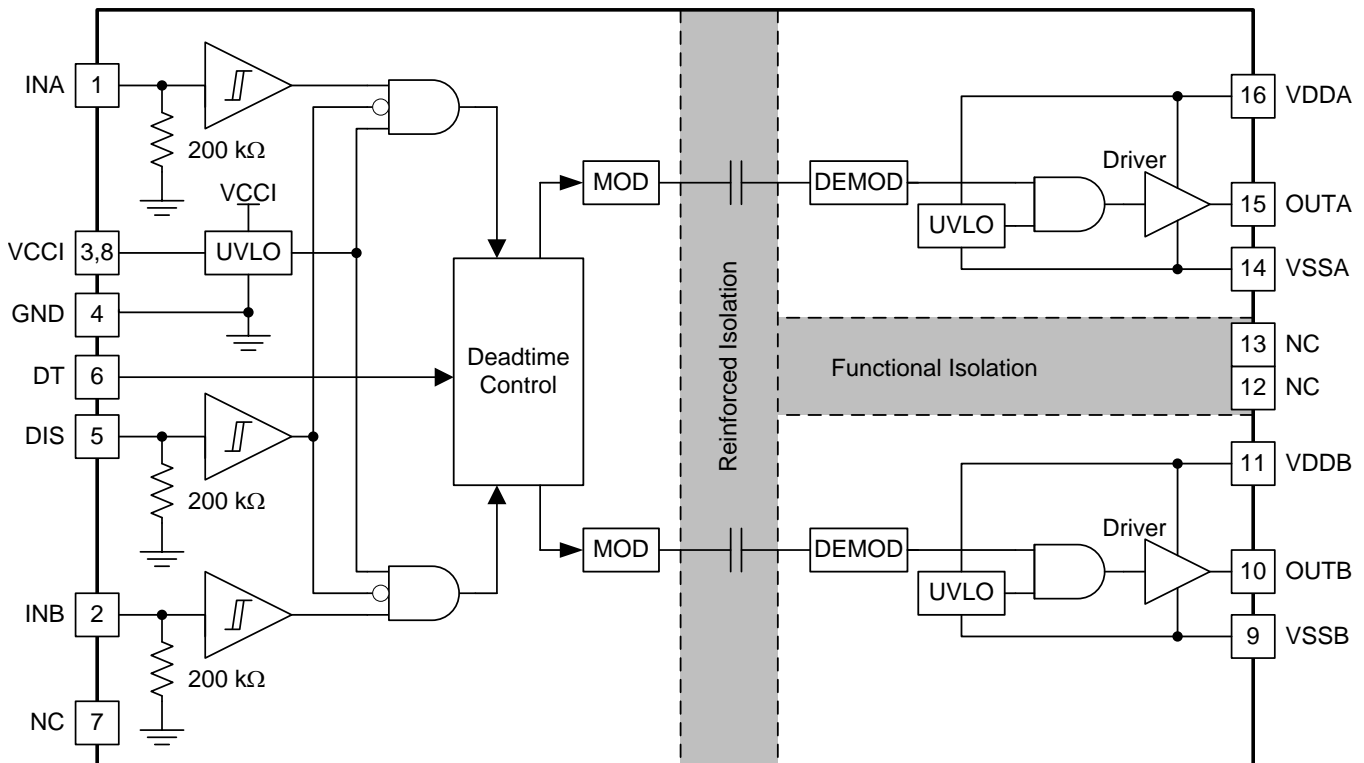 INA
1
200 kΩ
VCCI
VCCI
3,8
UVLO
GND
4
DT
6
DIS
5
200 kΩ
INB
2
200 kΩ
NC
7
Deadtime
Control
MOD
MOD
Reinforced Isolation
Functional Isolation
DEMOD
UVLO
Driver
16
VDDA
15
OUTA
14
VSSA
13
NC
12
NC
DEMOD
UVLO
Driver
11
VDDB
10
OUTB
9
VSSB